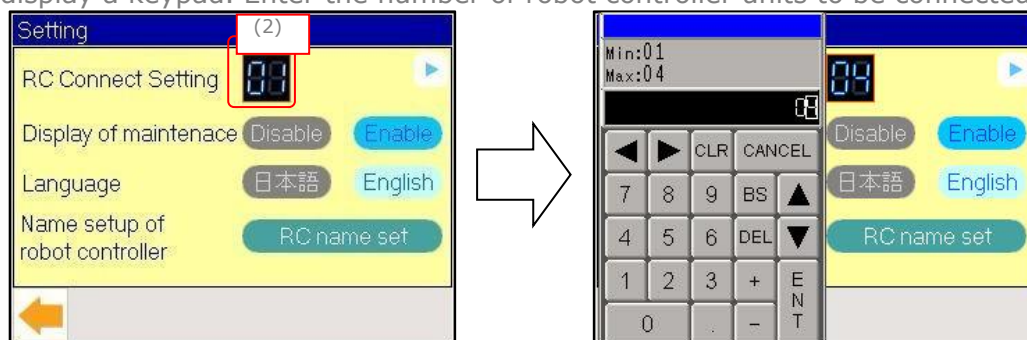 display a keypad. Enter the number of robot controller units to be connected
Setting
(2)
RC Connect Setting 01
Display of maintenace Disable Enable
Language 日本語 English
Name setup of
robot controller
RC name set
Min:01
Max:04
04
04
CLR CANCEL
7 8 9 BS
4 5 6 DEL
1 2 3 + ENT
0 . -
Disable Enable
日本語 English
RC name set